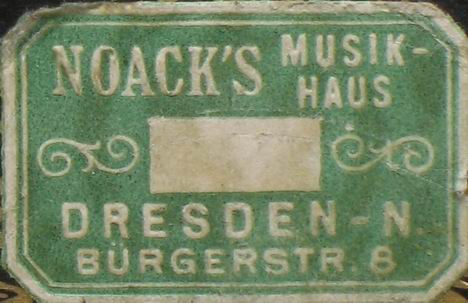 NOACK'S MUSIK-
HAUS
DRESDEN-N.
BÜRGERSTR. 8